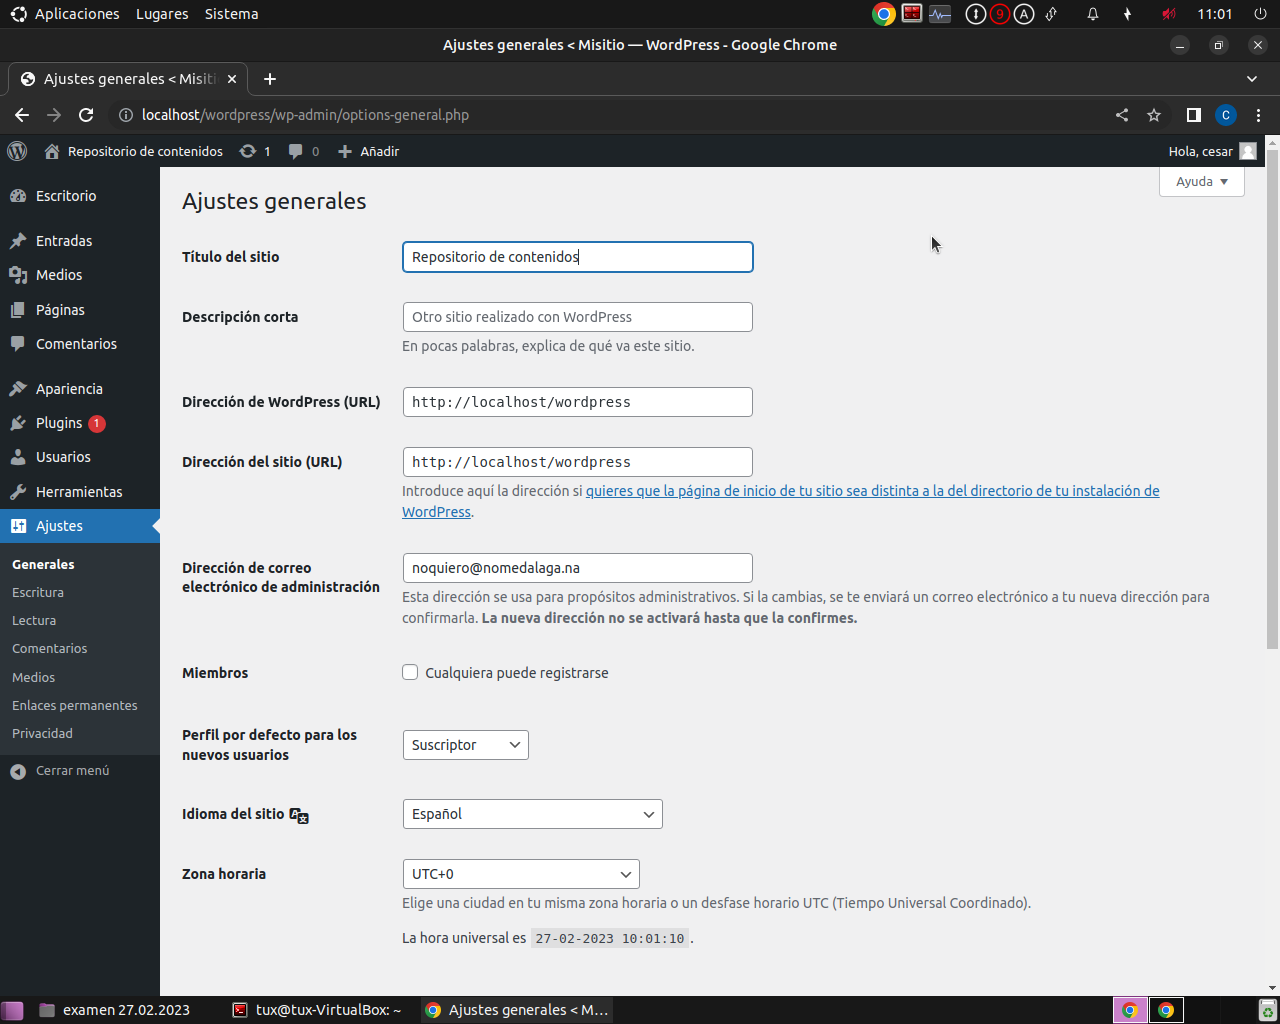 Aplicaciones Lugares Sistema 9 A 11:01
Ajustes generales < Misitio — WordPress - Google Chrome
Ajustes generales < Misiti
localhost/wordpress/wp-admin/options-general.php C
Repositorio de contenidos 1 0 Añadir Hola, cesar
Ayuda
Escritorio
Entradas
Medios
Páginas
Comentarios
Apariencia
Plugins 1
Usuarios
Herramientas
Ajustes
Generales
Escritura
Lectura
Comentarios
Medios
Enlaces permanentes
Privacidad
Cerrar menú
Ajustes generales
Título del sitio
Repositorio de contenidos
Descripción corta
Otro sitio realizado con WordPress
En pocas palabras, explica de qué va este sitio.
Dirección de WordPress (URL)
http://localhost/wordpress
Dirección del sitio (URL)
http://localhost/wordpress
Introduce aquí la dirección si quieres que la página de inicio de tu sitio sea distinta a la del directorio de tu instalación de
WordPress.
Dirección de correo
electrónico de administración
noquiero@nomedalaga.na
Esta dirección se usa para propósitos administrativos. Si la cambias, se te enviará un correo electrónico a tu nueva dirección para
confirmarla. La nueva dirección no se activará hasta que la confirmes.
Miembros
Cualquiera puede registrarse
Perfil por defecto para los
nuevos usuarios
Suscriptor
Idioma del sitio
Español
Zona horaria
UTC+0
Elige una ciudad en tu misma zona horaria o un desfase horario UTC (Tiempo Universal Coordinado).
La hora universal es 27-02-2023 10:01:10 .
examen 27.02.2023 tux@tux-VirtualBox: ~ Ajustes generales < M...